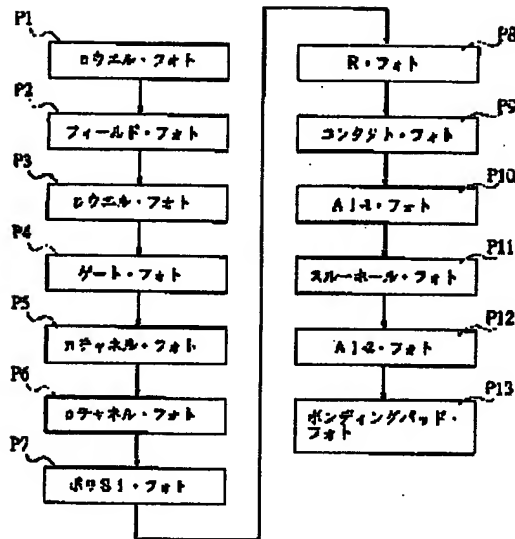 P1
ウエル・フォト
P2
フィールド・フォト
P3
ウエル・フォト
P4
ゲート・フォト
P5
nチャネル・フォト
P6
チャネル・フォト
P7
ポリSi・フォト
P8
R・フォト
P9
コンタクト・フォト
P10
・フォト
P11
スルーホール・フォト
P12
Al-2・フォト
P13
ボンディングパッド・
フォト